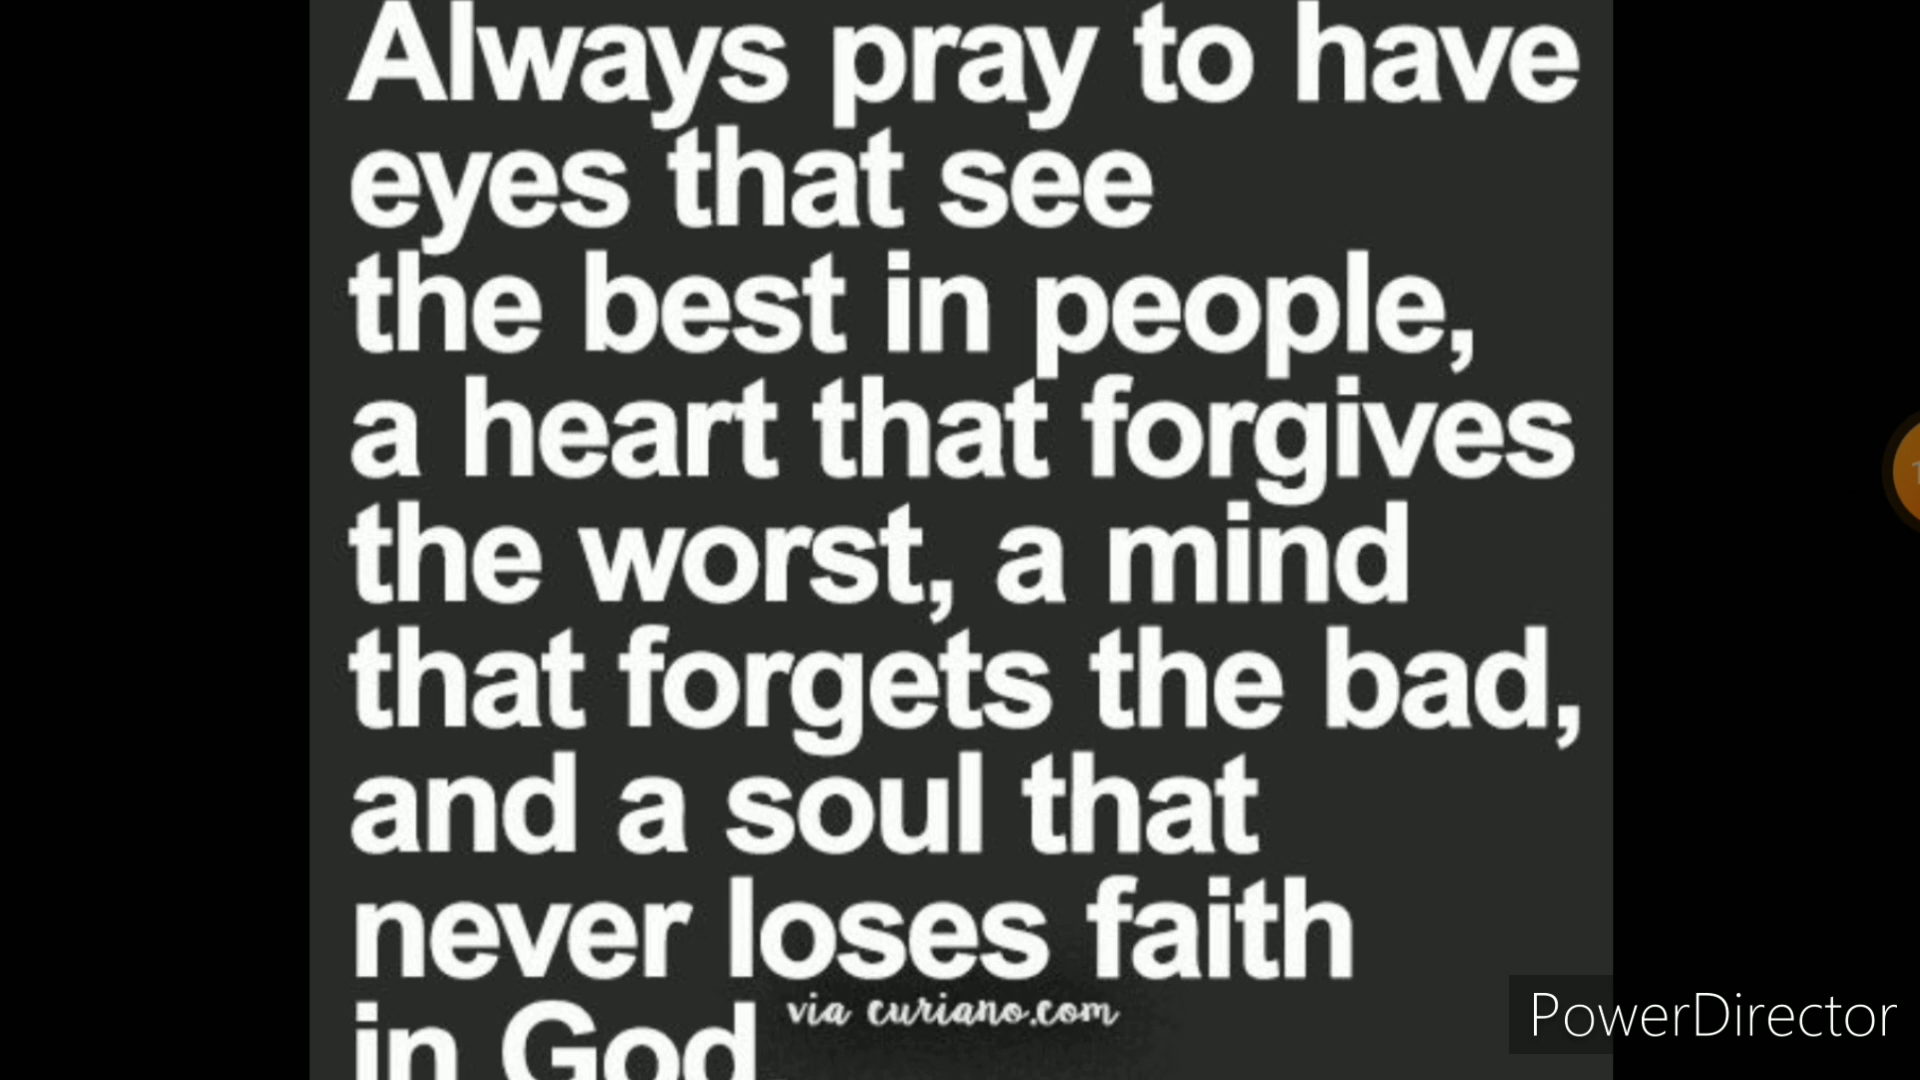 Always pray to have
eyes that see
the best in people,
a heart that forgives
the worst, a mind
that forgets the bad,
and a soul that
never loses faith
in God
via curiano.com
PowerDirector